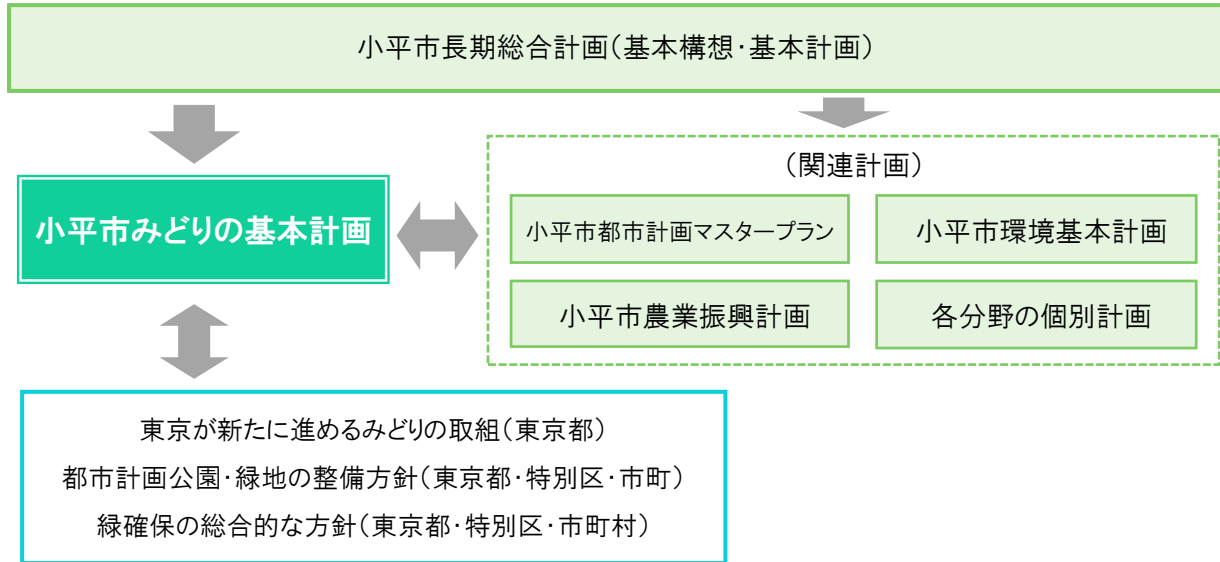 小平市長期総合計画（基本構想・基本計画）
（関連計画）
小平市みどりの基本計画
小平市都市計画マスタープラン
小平市環境基本計画
小平市農業振興計画
各分野の個別計画
東京が新たに進めるみどりの取組（東京都）
都市計画公園・緑地の整備方針（東京都・特別区・市町）
緑確保の総合的な方針（東京都・特別区・市町村）